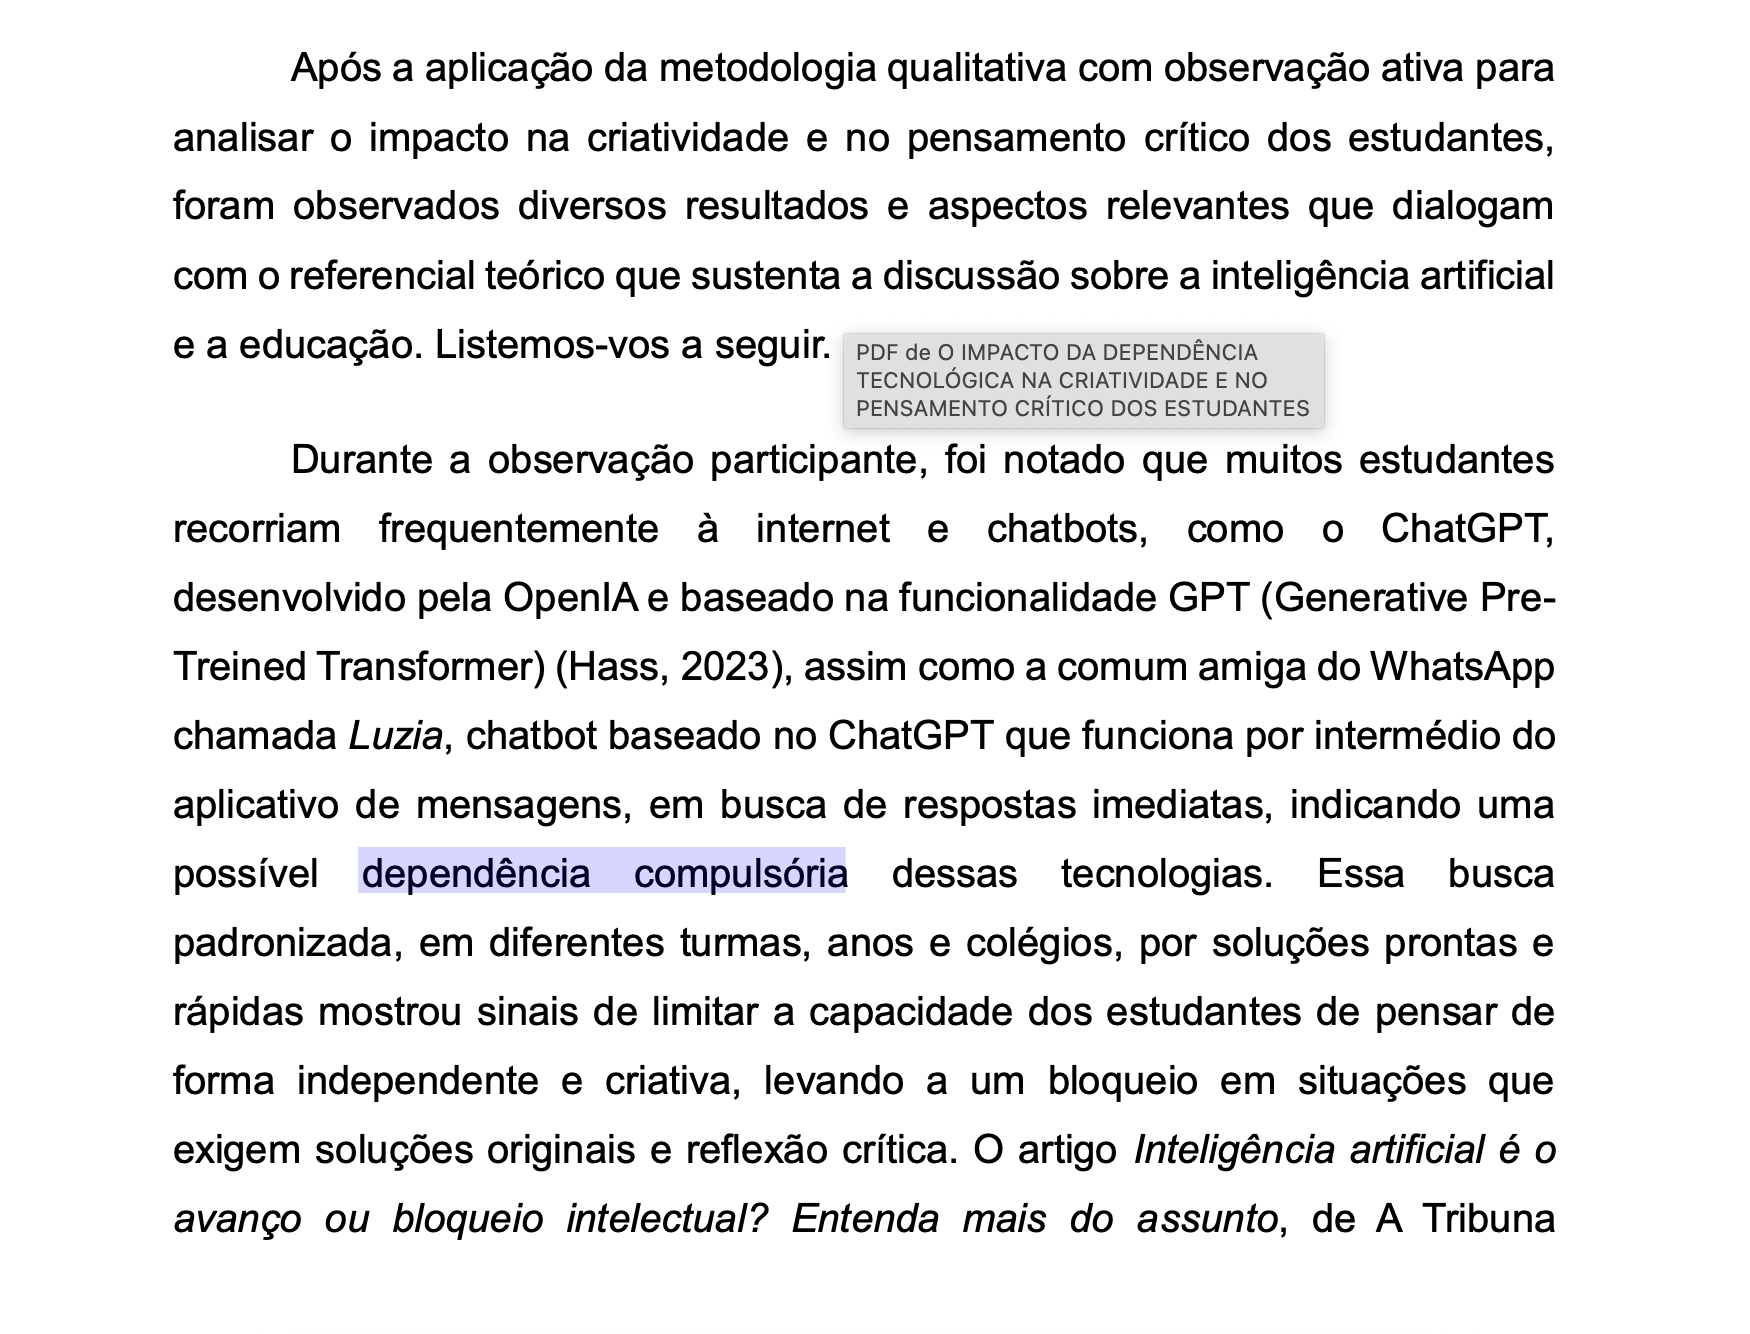 Após a aplicação da metodologia qualitativa com observação ativa para
analisar o impacto na criatividade e no pensamento crítico dos estudantes,
foram observados diversos resultados e aspectos relevantes que dialogam
com o referencial teórico que sustenta a discussão sobre a inteligência artificial
e a educação. Listemos-vos a seguir.
PDF de O IMPACTO DA DEPENDÊNCIA
TECNOLÓGICA NA CRIATIVIDADE E NO
PENSAMENTO CRÍTICO DOS ESTUDANTES
Durante a observação participante, foi notado que muitos estudantes
recorriam frequentemente à internet e chatbots, como o ChatGPT,
desenvolvido pela OpenIA e baseado na funcionalidade GPT (Generative Pre-
Treined Transformer) (Hass, 2023), assim como a comum amiga do WhatsApp
chamada Luzia, chatbot baseado no ChatGPT que funciona por intermédio do
aplicativo de mensagens, em busca de respostas imediatas, indicando uma
possível dependência compulsória dessas tecnologias. Essa busca
padronizada, em diferentes turmas, anos e colégios, por soluções prontas e
rápidas mostrou sinais de limitar a capacidade dos estudantes de pensar de
forma independente e criativa, levando a um bloqueio em situações que
exigem soluções originais e reflexão crítica. O artigo Inteligência artificial é o
avanço ou bloqueio intelectual? Entenda mais do assunto, de A Tribuna